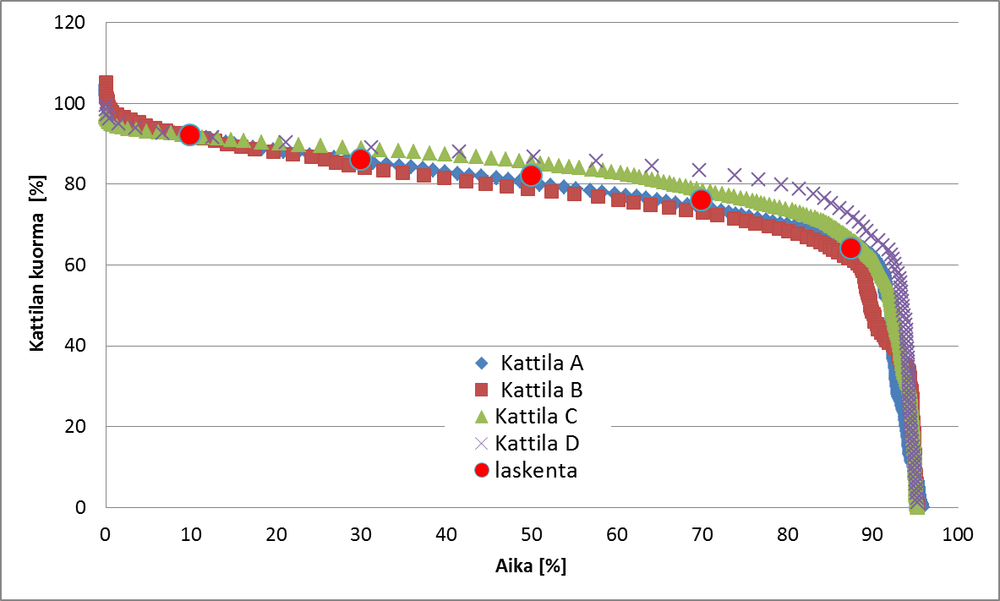 120
100
80
60
40
20
0
Kattilan kuorma [%]
Kattila A
Kattila B
Kattila C
Kattila D
laskenta
0 10 20 30 40 50 60 70 80 90 100
Aika [%]